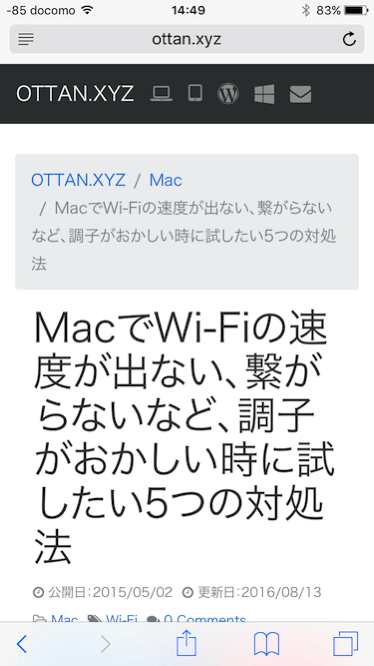 -85 docomo 14:49 83%
ottan.xyz
OTTAN.XYZ
OTTAN.XYZ / Mac
/ MacでWi-Fiの速度が出ない、繋がらない
など、調子がおかしい時に試したい5つの対処
法
MacでWi-Fiの速
度が出ない、繋が
らないなど、調子
がおかしい時に試
したい5つの対処
法
公開日：2015/05/02 更新日：2016/08/13
Mac Wi-Fi 0 Comments